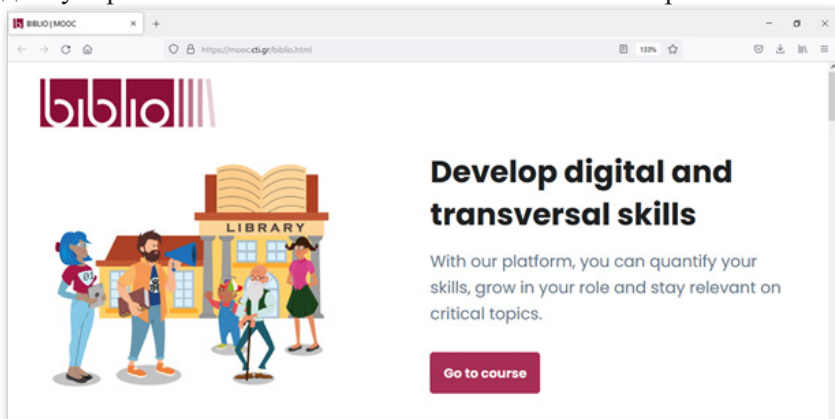 BIBLIO | MOOC
https://mooc.cti.gr/biblio.html
133%
biblio
LIBRARY
Develop digital and
transversal skills
With our platform, you can quantify your
skills, grow in your role and stay relevant on
critical topics.
Go to course